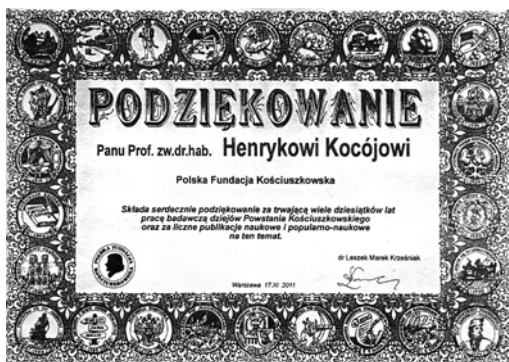 PODZIĘKOWANIE
Panu Prof. zw.dr.hab. Henrykowi Kocójowi
Polska Fundacja Kościuszkowska
Składa serdecznie podziękowanie za trwającą wiele dziesiątków lat
pracę badawczą dziejów Powstania Kościuszkowskiego
oraz za liczne publikacje naukowe i popularno-naukowe
na ten temat.
dr Leszek Marek Krześniak
Warszawa 17.XI 2011